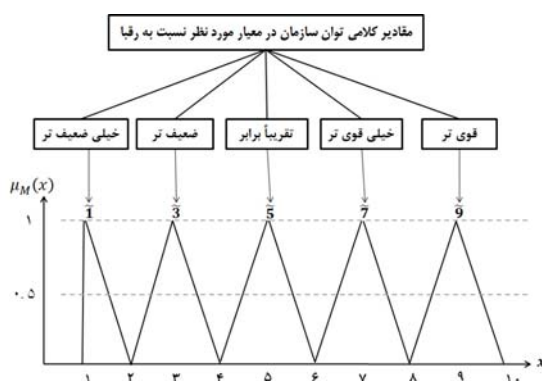 مقادیر کلامی توان سازمان در معیار مورد نظر نسبت به رقبا
خیلی ضعیف تر
ضعیف تر
تقریباً برابر
خیلی قوی تر
قوی تر
μ_M(x)
1̃ 3̃ 5̃ 7̃ 9̃
۱
۰.۵
۱ ۲ ۳ ۴ ۵ ۶ ۷ ۸ ۹ ۱۰ x